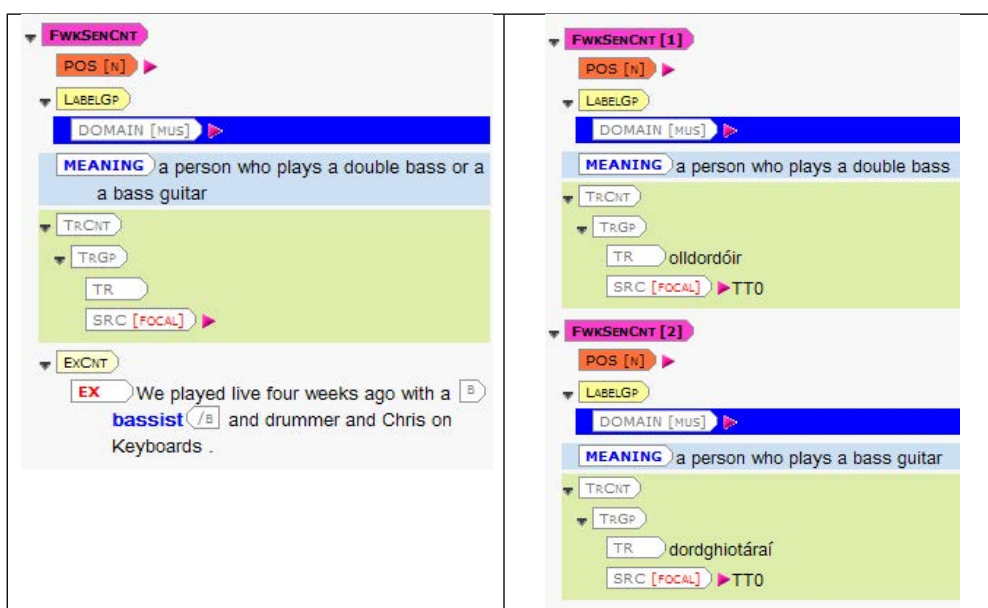 FWKSENCNT
POS [N]
LABELGP
DOMAIN [MUS]
MEANING a person who plays a double bass or a
a bass guitar
TRCNT
TRGP
TR
SRC [FOCAL]
EXCNT
EX We played live four weeks ago with a B
bassist /B and drummer and Chris on
Keyboards .
FWKSENCNT [1]
POS [N]
LABELGP
DOMAIN [MUS]
MEANING a person who plays a double bass
TRCNT
TRGP
TR olldordóir
SRC [FOCAL] TT0
FWKSENCNT [2]
POS [N]
LABELGP
DOMAIN [MUS]
MEANING a person who plays a bass guitar
TRCNT
TRGP
TR dordghiotáraí
SRC [FOCAL] TT0